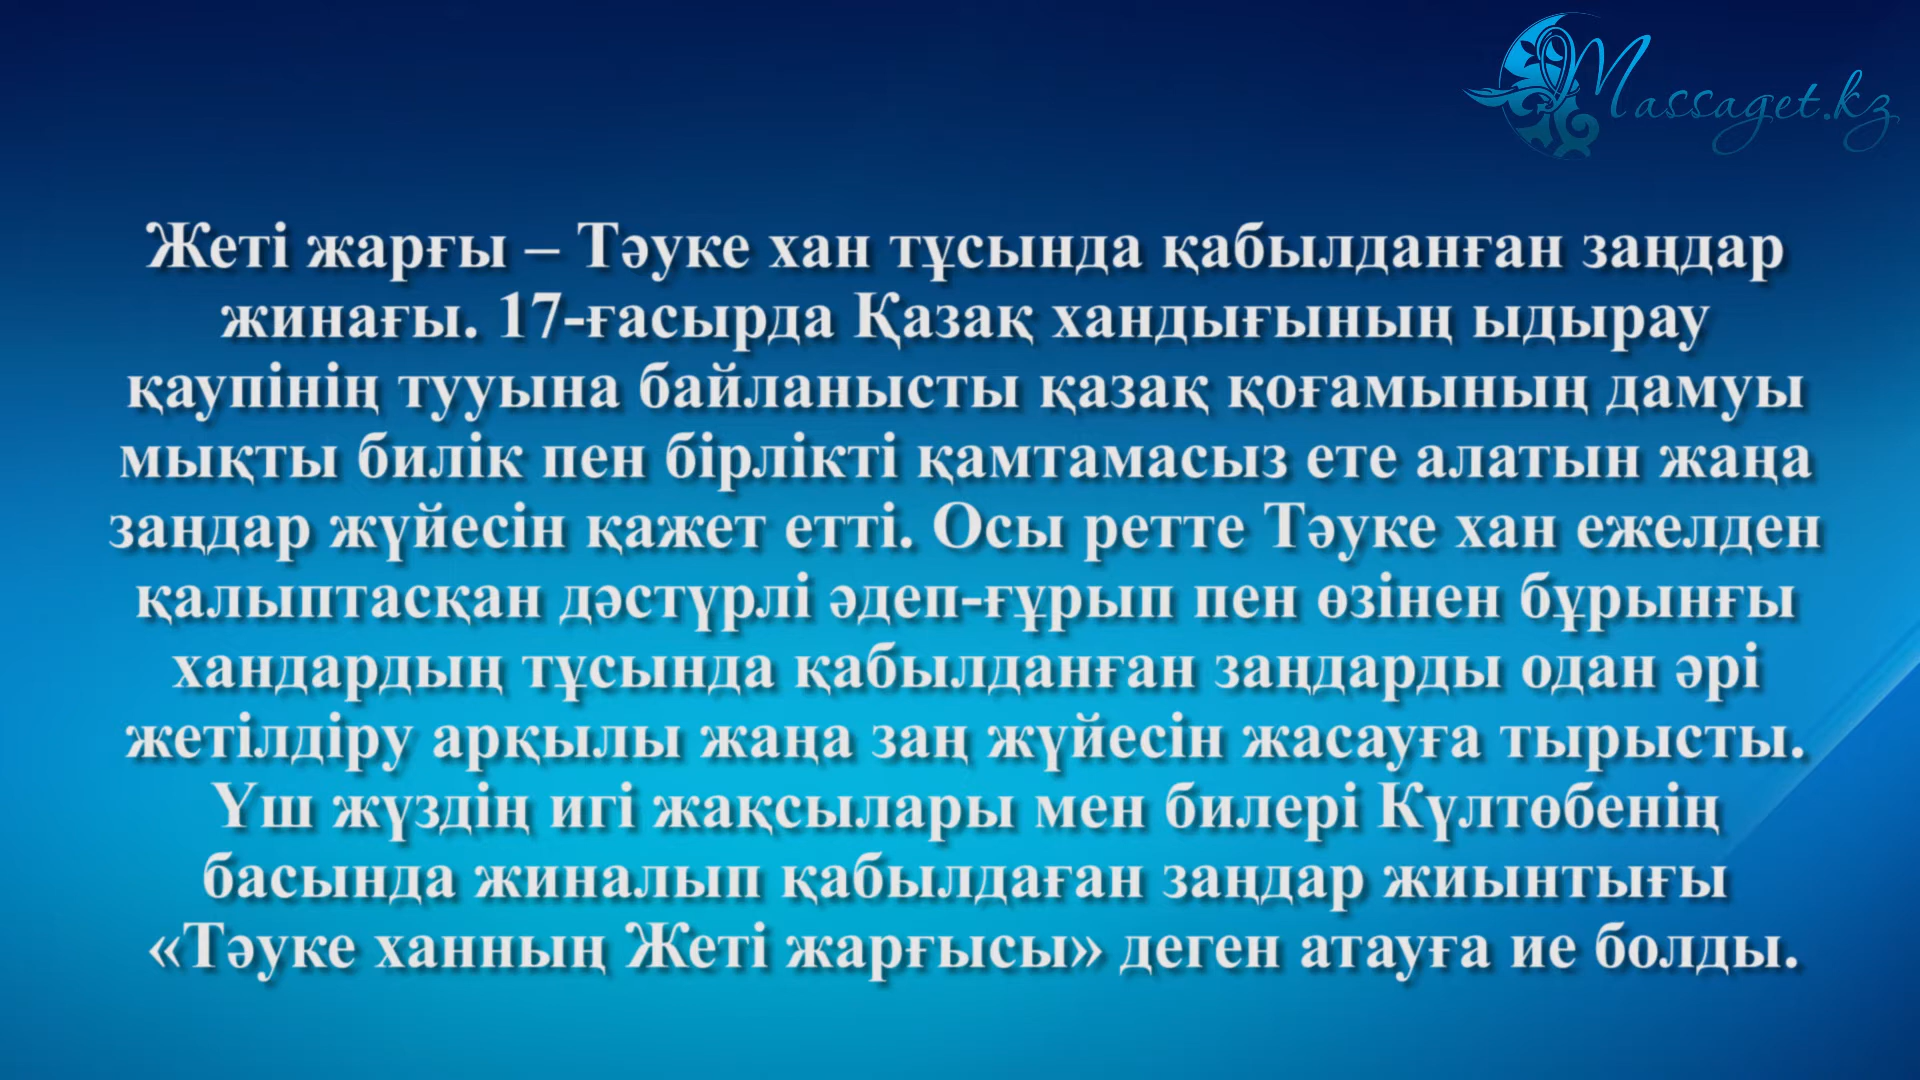 Massaget.kz
Жеті жарғы – Тәуке хан тұсында қабылданған заңдар
жинағы. 17-ғасырда Қазақ хандығының ыдырау
қаупінің тууына байланысты қазақ қоғамының дамуы
мықты билік пен бірлікті қамтамасыз ете алатын жаңа
заңдар жүйесін қажет етті. Осы ретте Тәуке хан ежелден
қалыптасқан дәстүрлі әдеп-ғұрып пен өзінен бұрынғы
хандардың тұсында қабылданған заңдарды одан әрі
жетілдіру арқылы жаңа заң жүйесін жасауға тырысты.
Үш жүздің игі жақсылары мен билері Күлтөбенің
басында жиналып қабылдаған заңдар жиынтығы
«Тәуке ханның Жеті жарғысы» деген атауға ие болды.